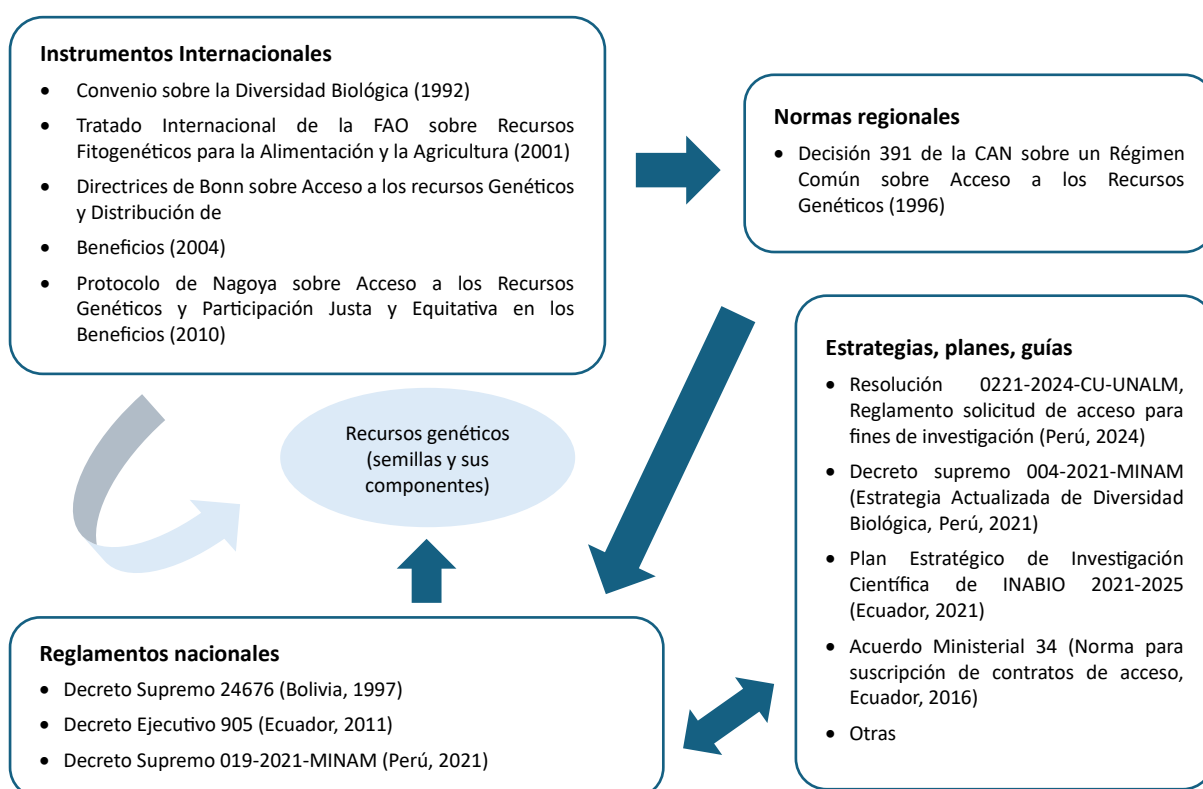 Instrumentos Internacionales
• Convenio sobre la Diversidad Biológica (1992)
• Tratado Internacional de la FAO sobre Recursos
Fitogenéticos para la Alimentación y la Agricultura (2001)
• Directrices de Bonn sobre Acceso a los recursos Genéticos
y Distribución de
• Beneficios (2004)
• Protocolo de Nagoya sobre Acceso a los Recursos
Genéticos y Participación Justa y Equitativa en los
Beneficios (2010)
Normas regionales
• Decisión 391 de la CAN sobre un Régimen
Común sobre Acceso a los Recursos
Genéticos (1996)
Recursos genéticos
(semillas y sus
componentes)
Estrategias, planes, guías
• Resolución 0221-2024-CU-UNALM,
Reglamento solicitud de acceso para
fines de investigación (Perú, 2024)
• Decreto supremo 004-2021-MINAM
(Estrategia Actualizada de Diversidad
Biológica, Perú, 2021)
• Plan Estratégico de Investigación
Científica de INABIO 2021-2025
(Ecuador, 2021)
• Acuerdo Ministerial 34 (Norma para
suscripción de contratos de acceso,
Ecuador, 2016)
• Otras
Reglamentos nacionales
• Decreto Supremo 24676 (Bolivia, 1997)
• Decreto Ejecutivo 905 (Ecuador, 2011)
• Decreto Supremo 019-2021-MINAM (Perú, 2021)